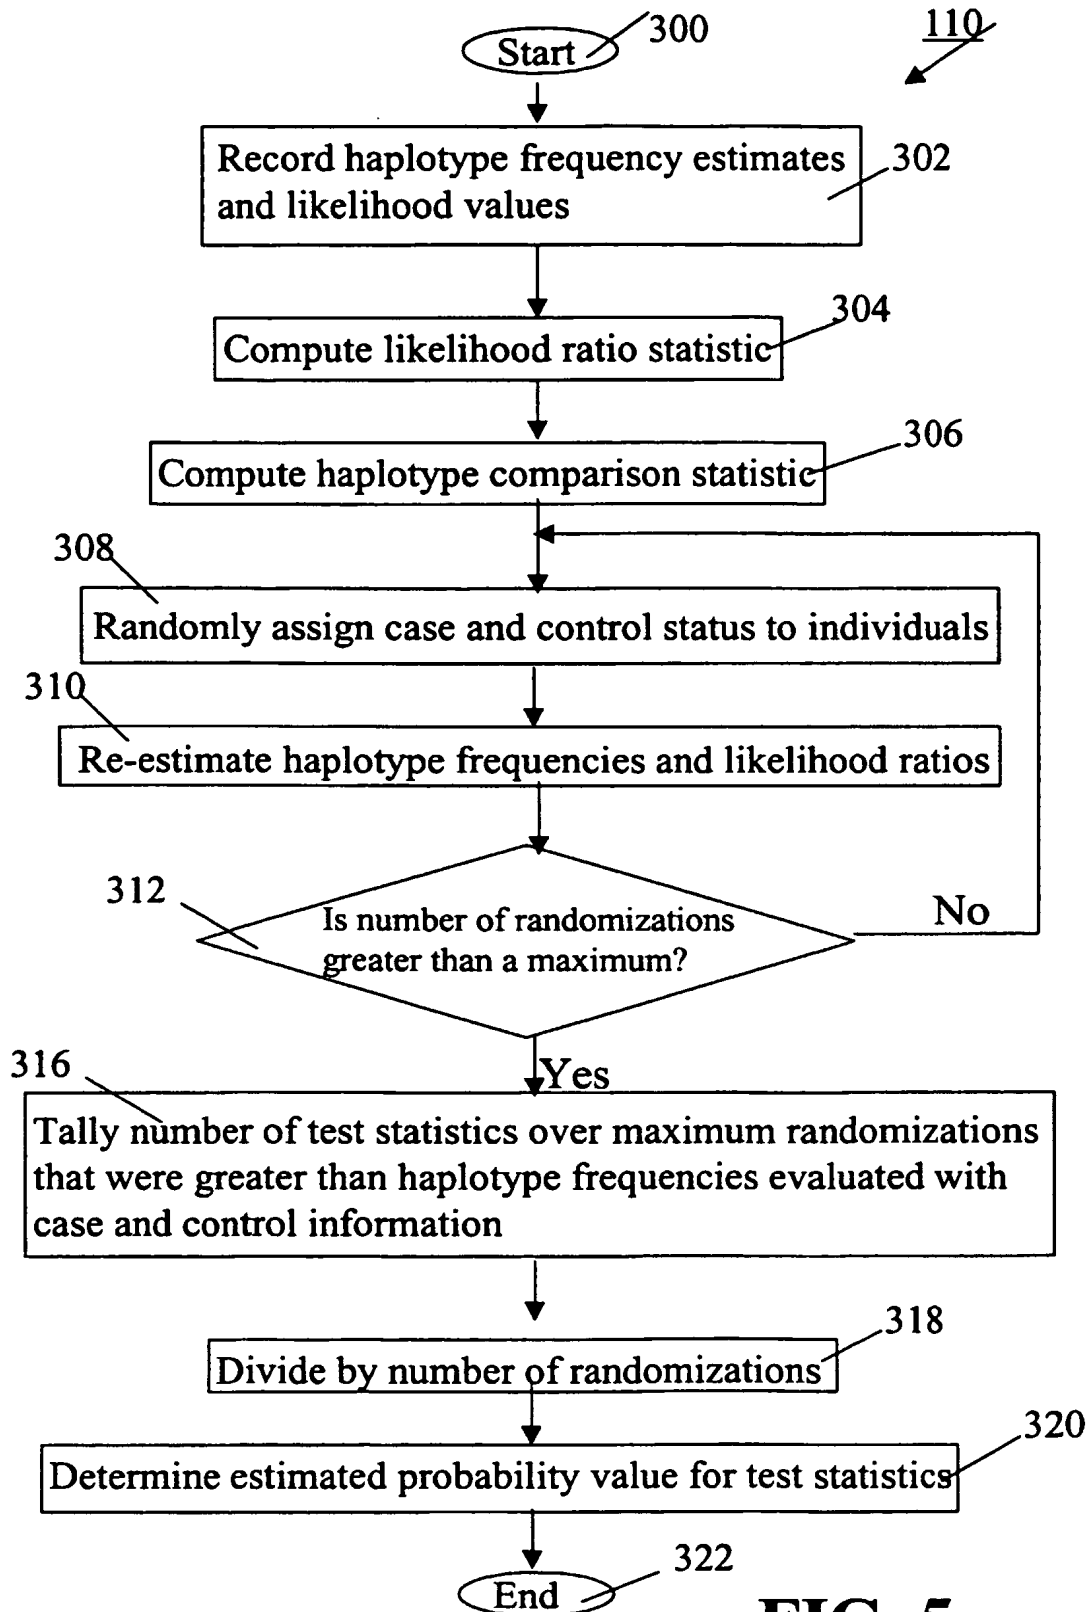 300
110
Start
Record haplotype frequency estimates
and likelihood values
302
304
Compute likelihood ratio statistic
306
Compute haplotype comparison statistic
308
Randomly assign case and control status to individuals
310
Re-estimate haplotype frequencies and likelihood ratios
312
Is number of randomizations
greater than a maximum?
No
Yes
316
Tally number of test statistics over maximum randomizations
that were greater than haplotype frequencies evaluated with
case and control information
318
Divide by number of randomizations
320
Determine estimated probability value for test statistics
322
End
FIG. 5